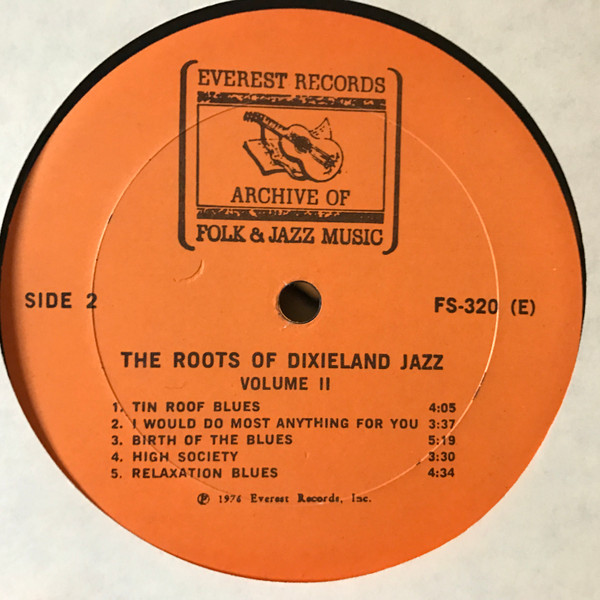 EVEREST RECORDS
ARCHIVE OF
FOLK & JAZZ MUSIC
SIDE 2
FS-320 (E)
THE ROOTS OF DIXIELAND JAZZ
VOLUME II
1. TIN ROOF BLUES 4:05
2. I WOULD DO MOST ANYTHING FOR YOU 3:37
3. BIRTH OF THE BLUES 5:19
4. HIGH SOCIETY 3:30
5. RELAXATION BLUES 4:34
℗ 1976 Everest Records, Inc.